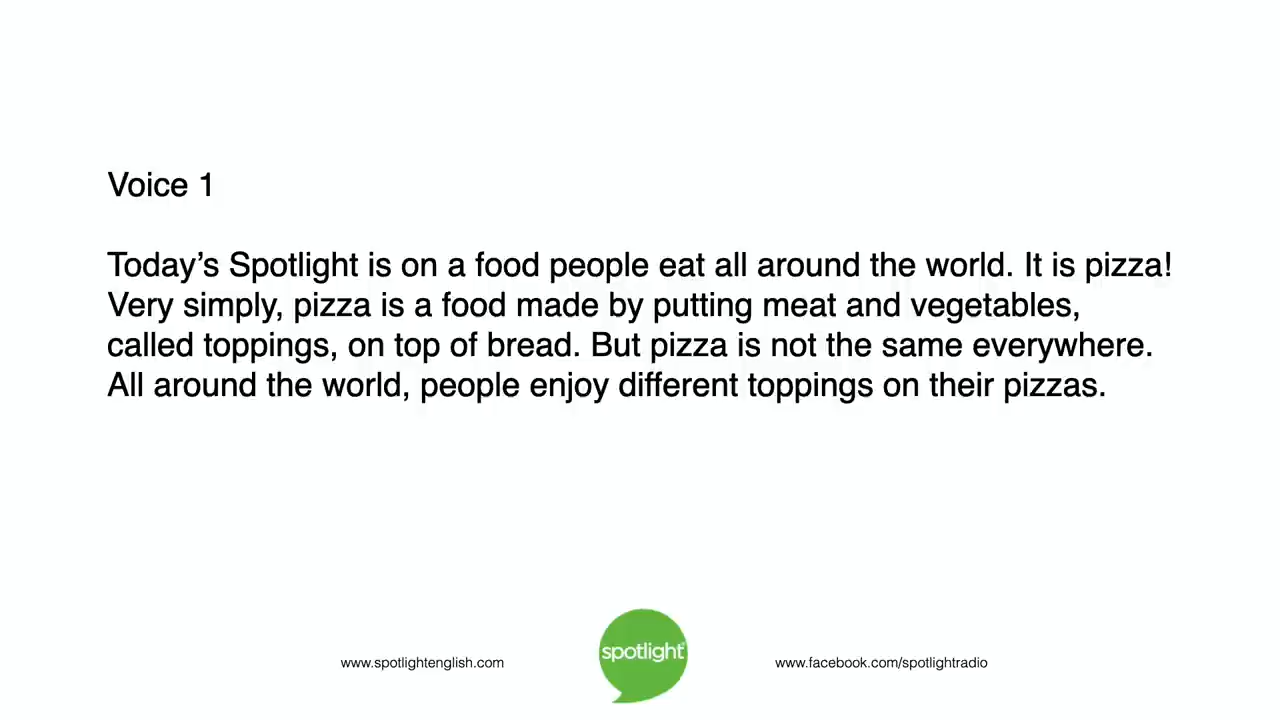 Voice 1
Today’s Spotlight is on a food people eat all around the world. It is pizza!
Very simply, pizza is a food made by putting meat and vegetables,
called toppings, on top of bread. But pizza is not the same everywhere.
All around the world, people enjoy different toppings on their pizzas.
www.spotlightenglish.com
spotlight
www.facebook.com/spotlightradio